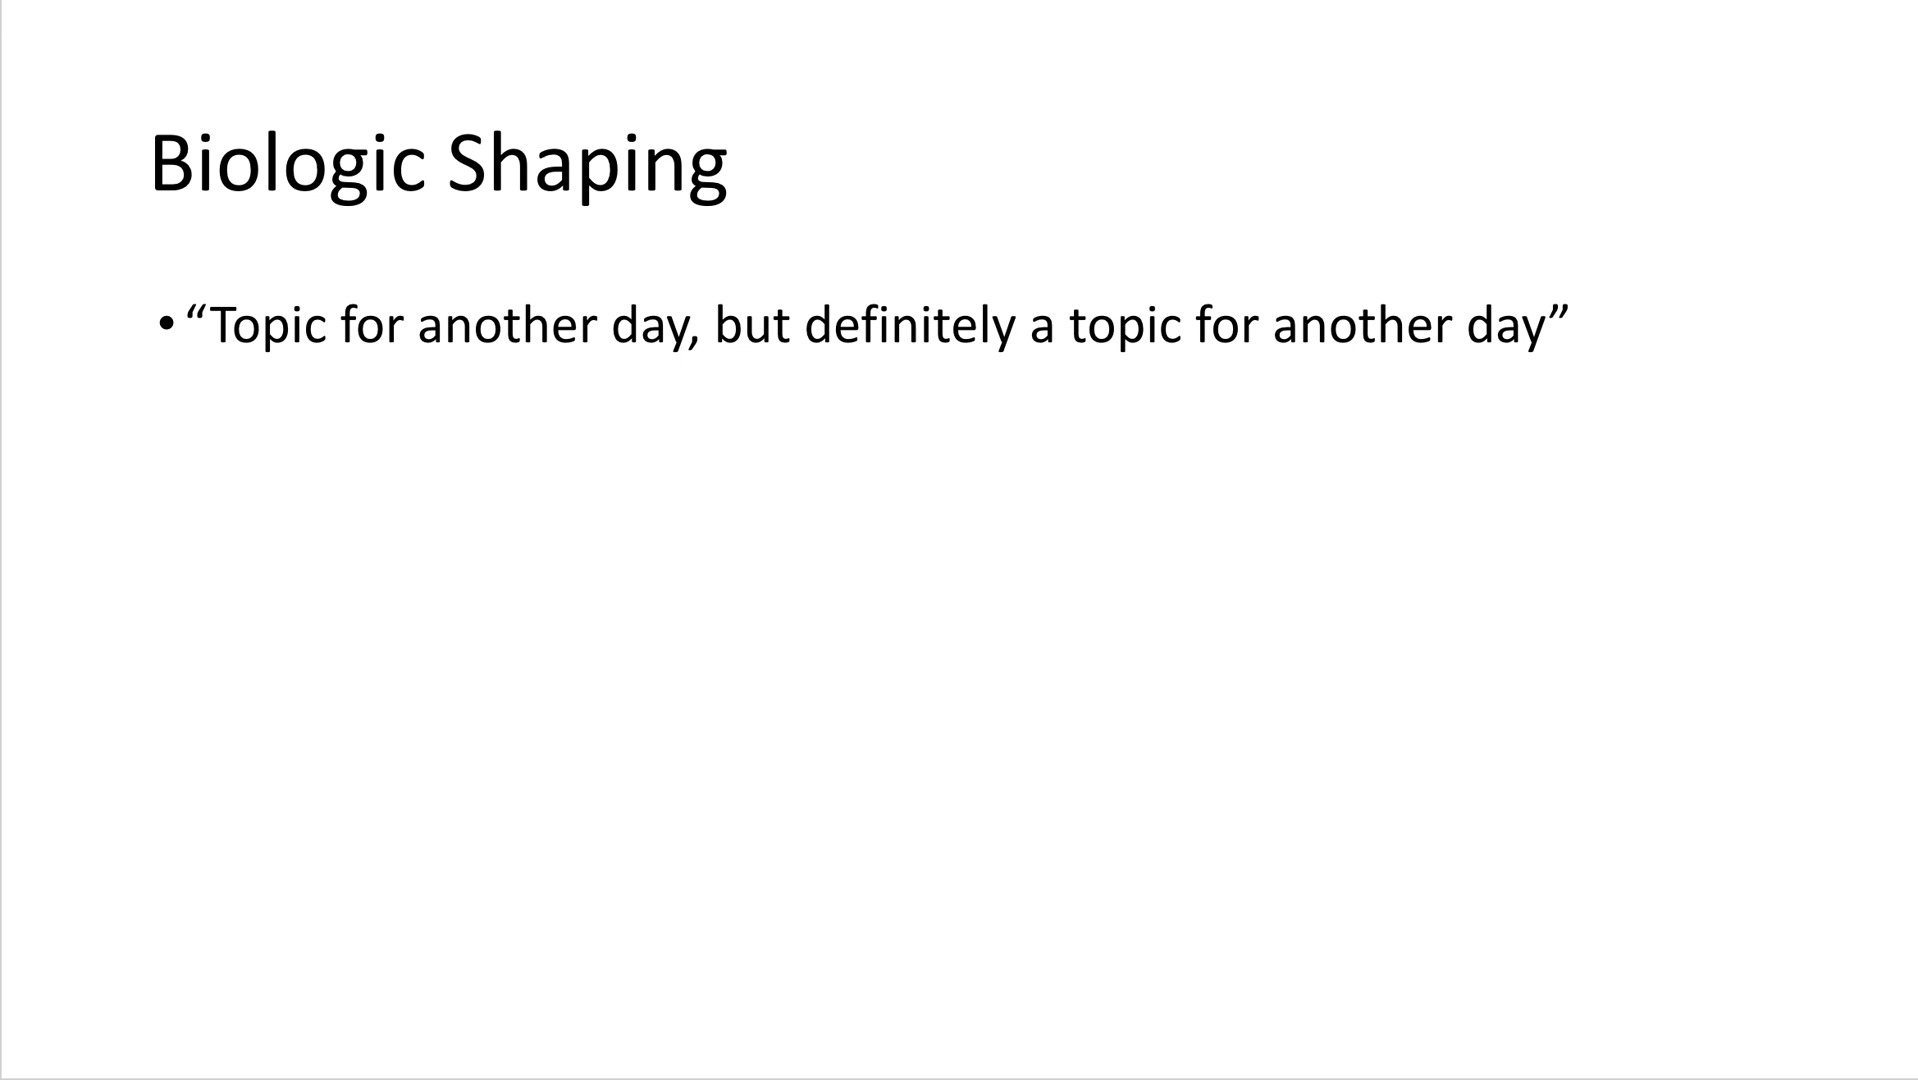 Biologic Shaping
• “Topic for another day, but definitely a topic for another day”